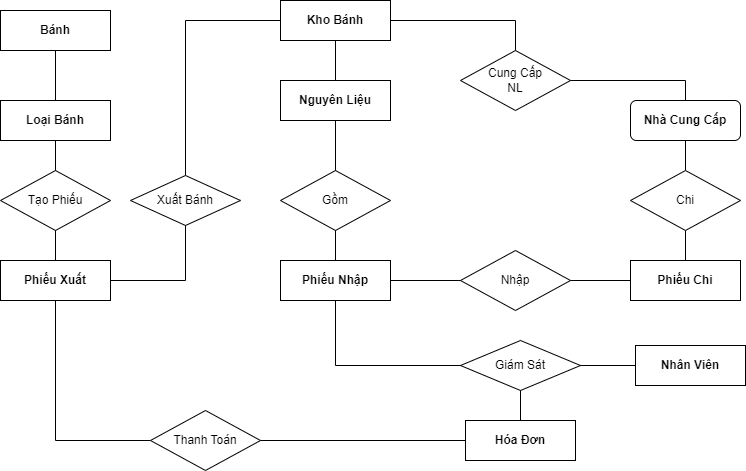 Bánh
Kho Bánh
Cung Cấp
NL
Loại Bánh
Nguyên Liệu
Nhà Cung Cấp
Tạo Phiếu
Xuất Bánh
Gồm
Chi
Phiếu Xuất
Phiếu Nhập
Nhập
Phiếu Chi
Giám Sát
Nhân Viên
Thanh Toán
Hóa Đơn